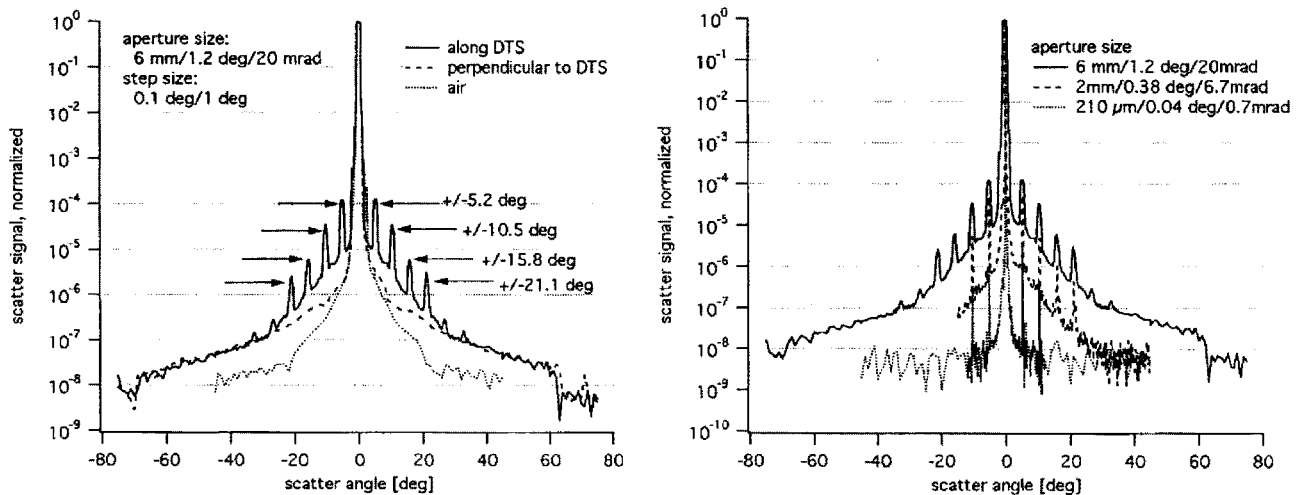 10^0
10^-1
10^-2
10^-3
10^-4
10^-5
10^-6
10^-7
10^-8
10^-9
scatter signal, normalized
aperture size:
6 mm/1.2 deg/20 mrad
step size:
0.1 deg/1 deg
along DTS
perpendicular to DTS
air
+/-5.2 deg
+/-10.5 deg
+/-15.8 deg
+/-21.1 deg
-80 -60 -40 -20 0 20 40 60 80
scatter angle [deg]
10^0
10^-1
10^-2
10^-3
10^-4
10^-5
10^-6
10^-7
10^-8
10^-9
10^-10
scatter signal, normalized
aperture size
6 mm/1.2 deg/20mrad
2mm/0.38 deg/6.7mrad
210 µm/0.04 deg/0.7mrad
-80 -60 -40 -20 0 20 40 60 80
scatter angle [deg]